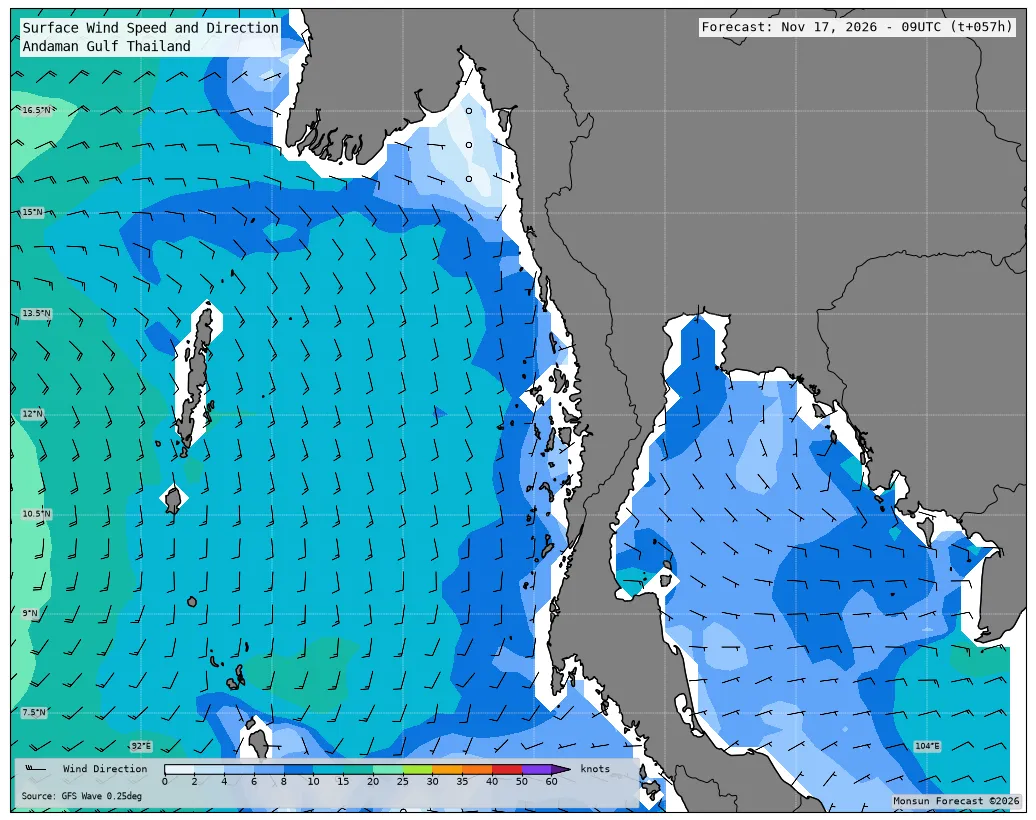 Surface Wind Speed and Direction
Andaman Gulf Thailand
Forecast: Nov 17, 2026 - 09UTC (t+057h)
16.5°N
15°N
13.5°N
12°N
10.5°N
9°N
7.5°N
92°E
104°E
Wind Direction
knots
0 2 4 6 8 10 15 20 25 30 35 40 50 60
Source: GFS Wave 0.25deg
Monsun Forecast ©2026